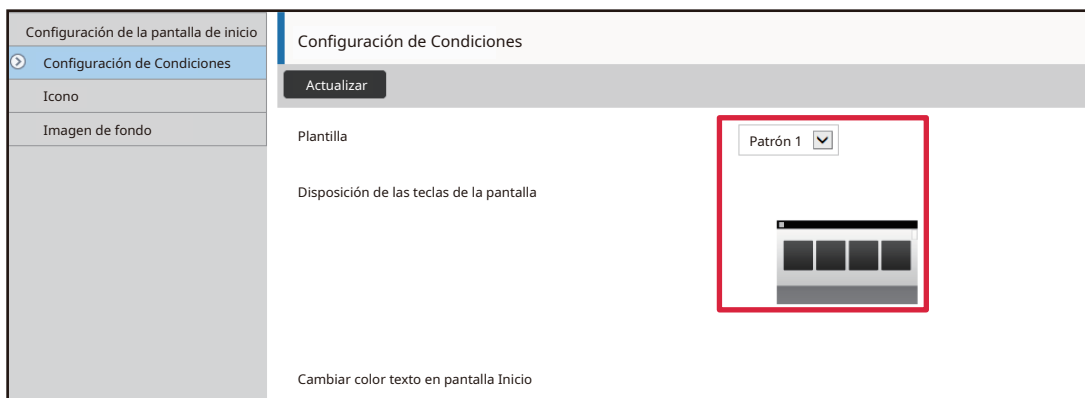 Configuración de la pantalla de inicio
Configuración de Condiciones
Icono
Imagen de fondo
Configuración de Condiciones
Actualizar
Plantilla
Patrón 1
Disposición de las teclas de la pantalla
Cambiar color texto en pantalla Inicio